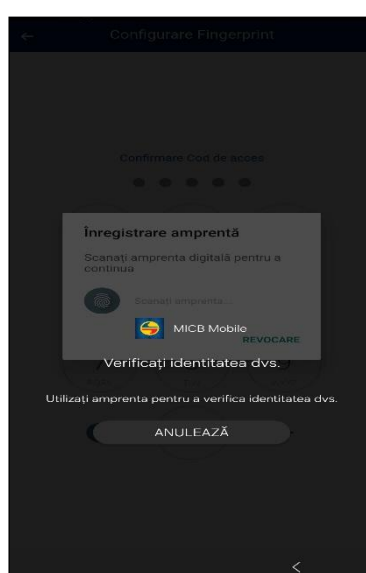 Configurare Fingerprint
Confirmare Cod de acces
Înregistrare amprentă
Scanați amprenta digitală pentru a
continua
Scanați amprenta...
MICB Mobile
REVOCARE
Verificați identitatea dvs.
Utilizați amprenta pentru a verifica identitatea dvs.
ANULEAZĂ